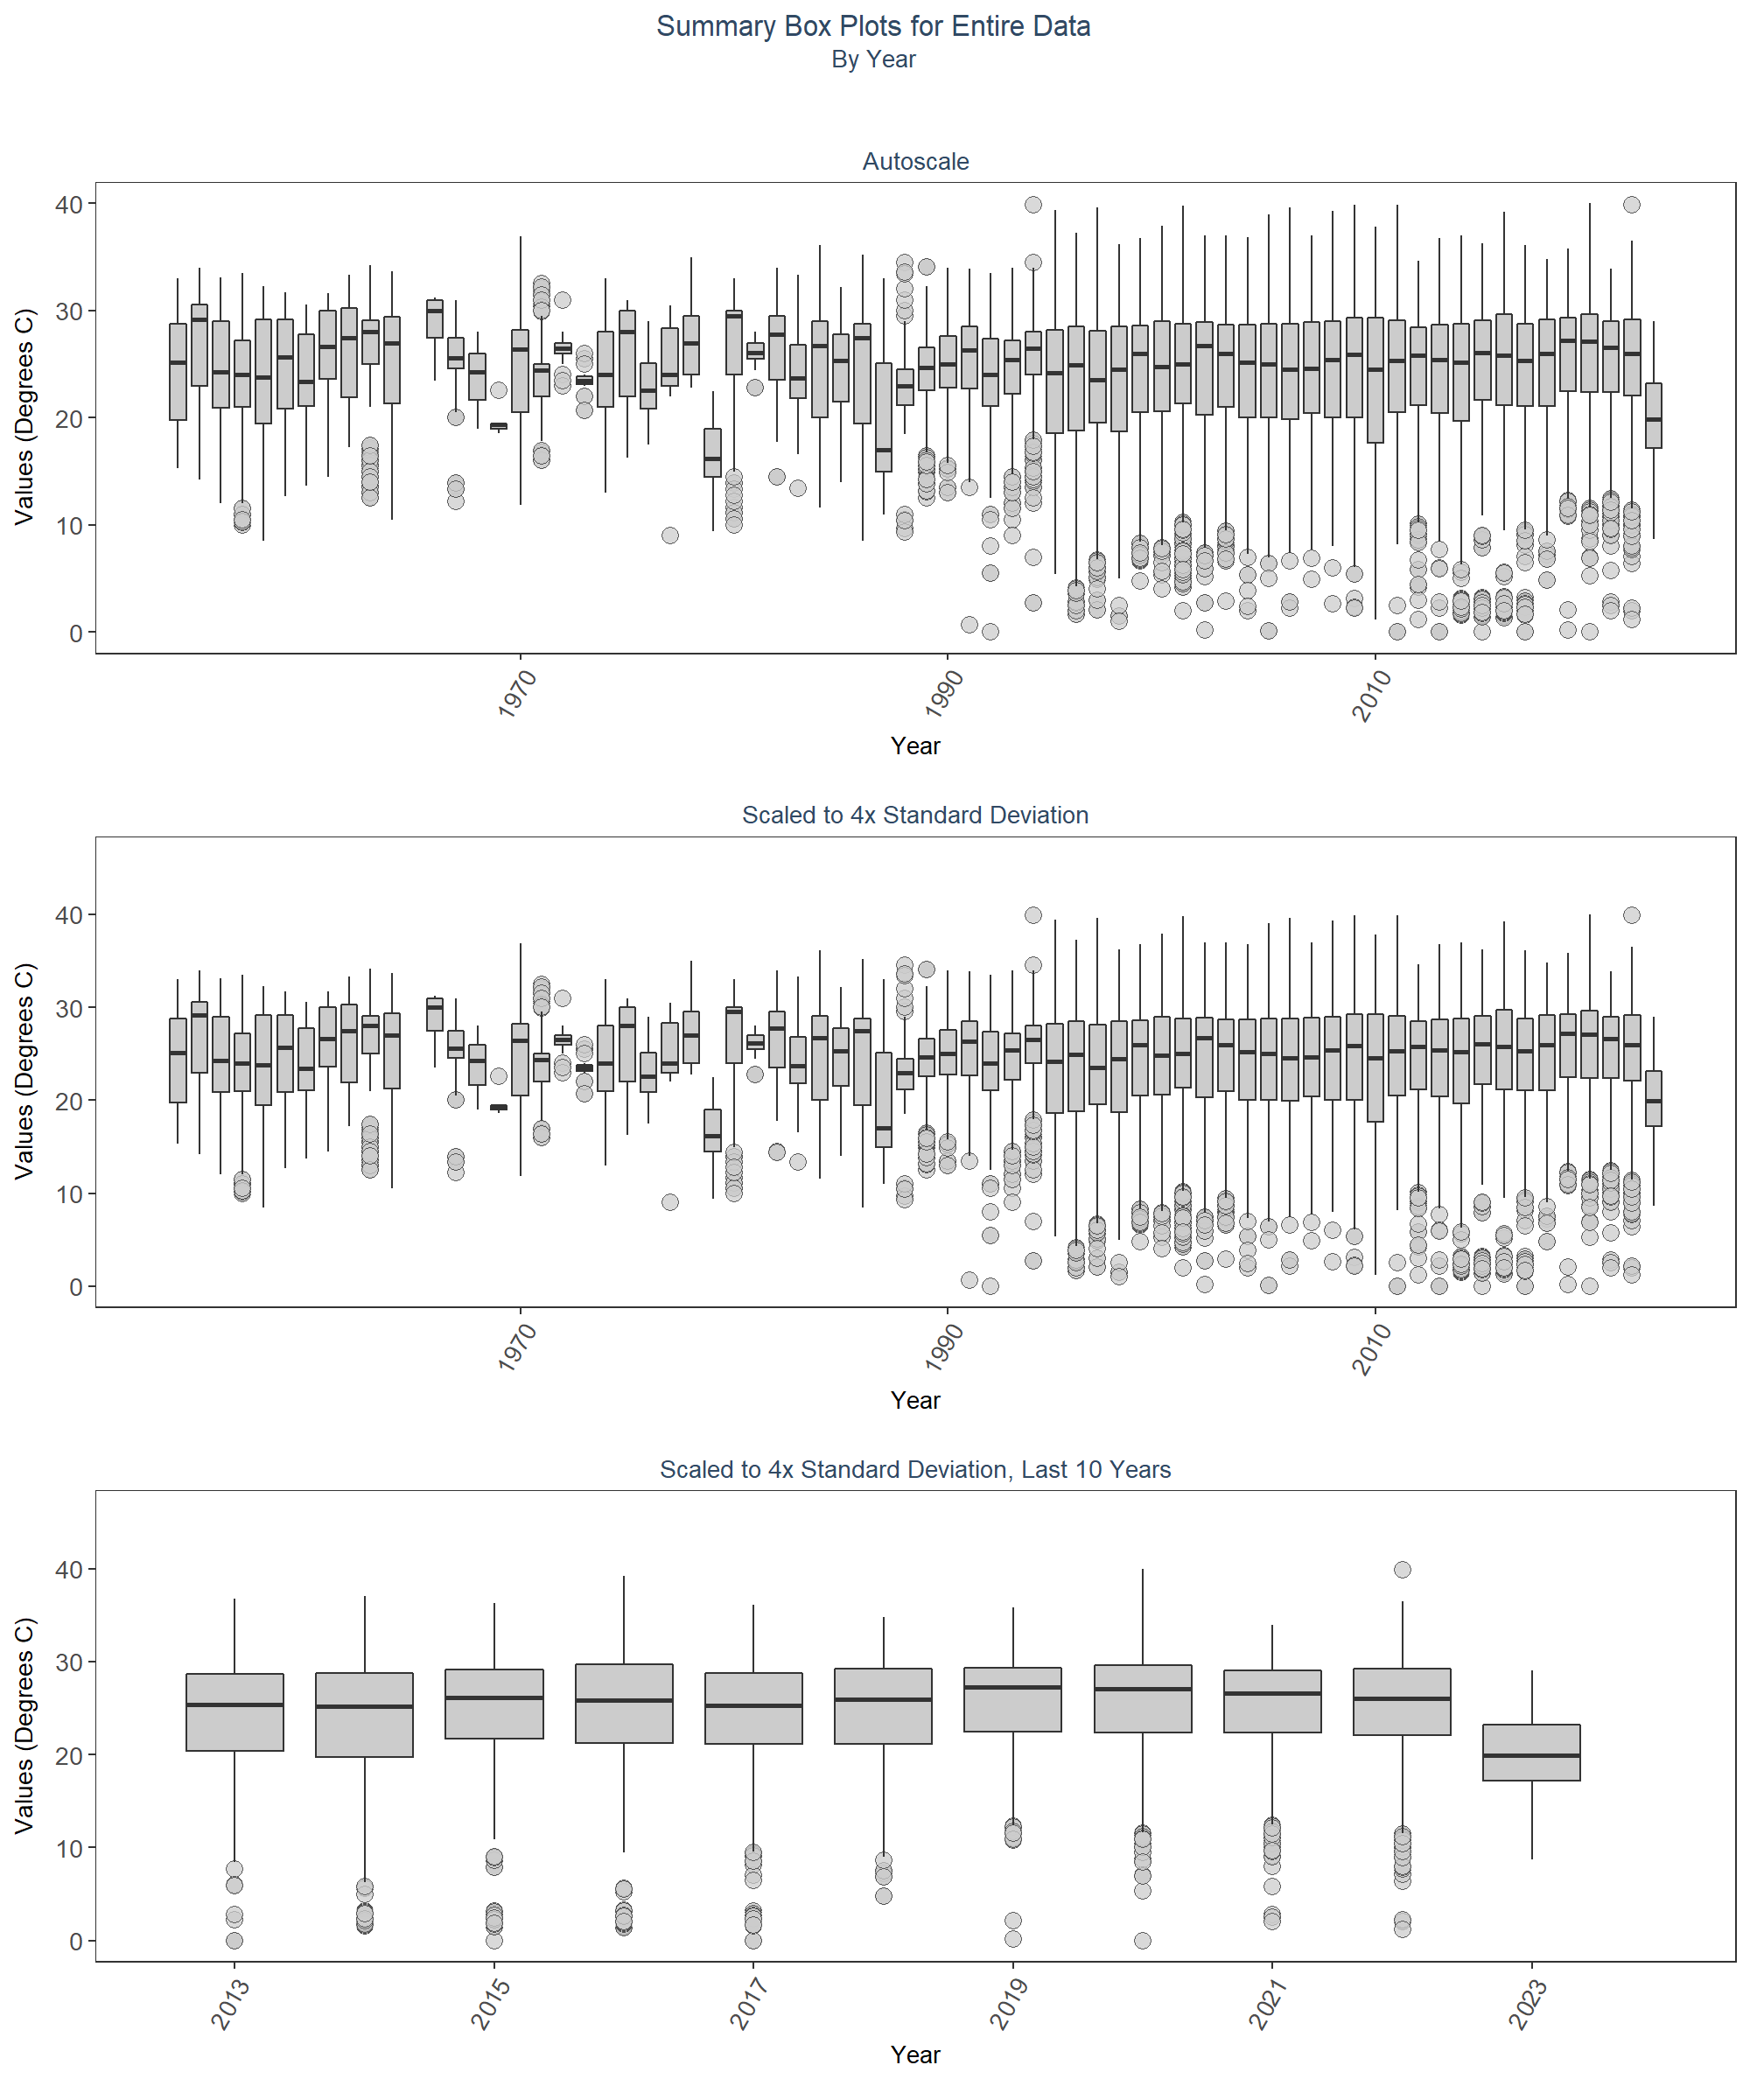 Summary Box Plots for Entire Data
By Year
Autoscale
Values (Degrees C)
40
30
20
10
0
1970
1990
2010
Year
Scaled to 4x Standard Deviation
Values (Degrees C)
40
30
20
10
0
1970
1990
2010
Year
Scaled to 4x Standard Deviation, Last 10 Years
Values (Degrees C)
40
30
20
10
0
2013
2015
2017
2019
2021
2023
Year